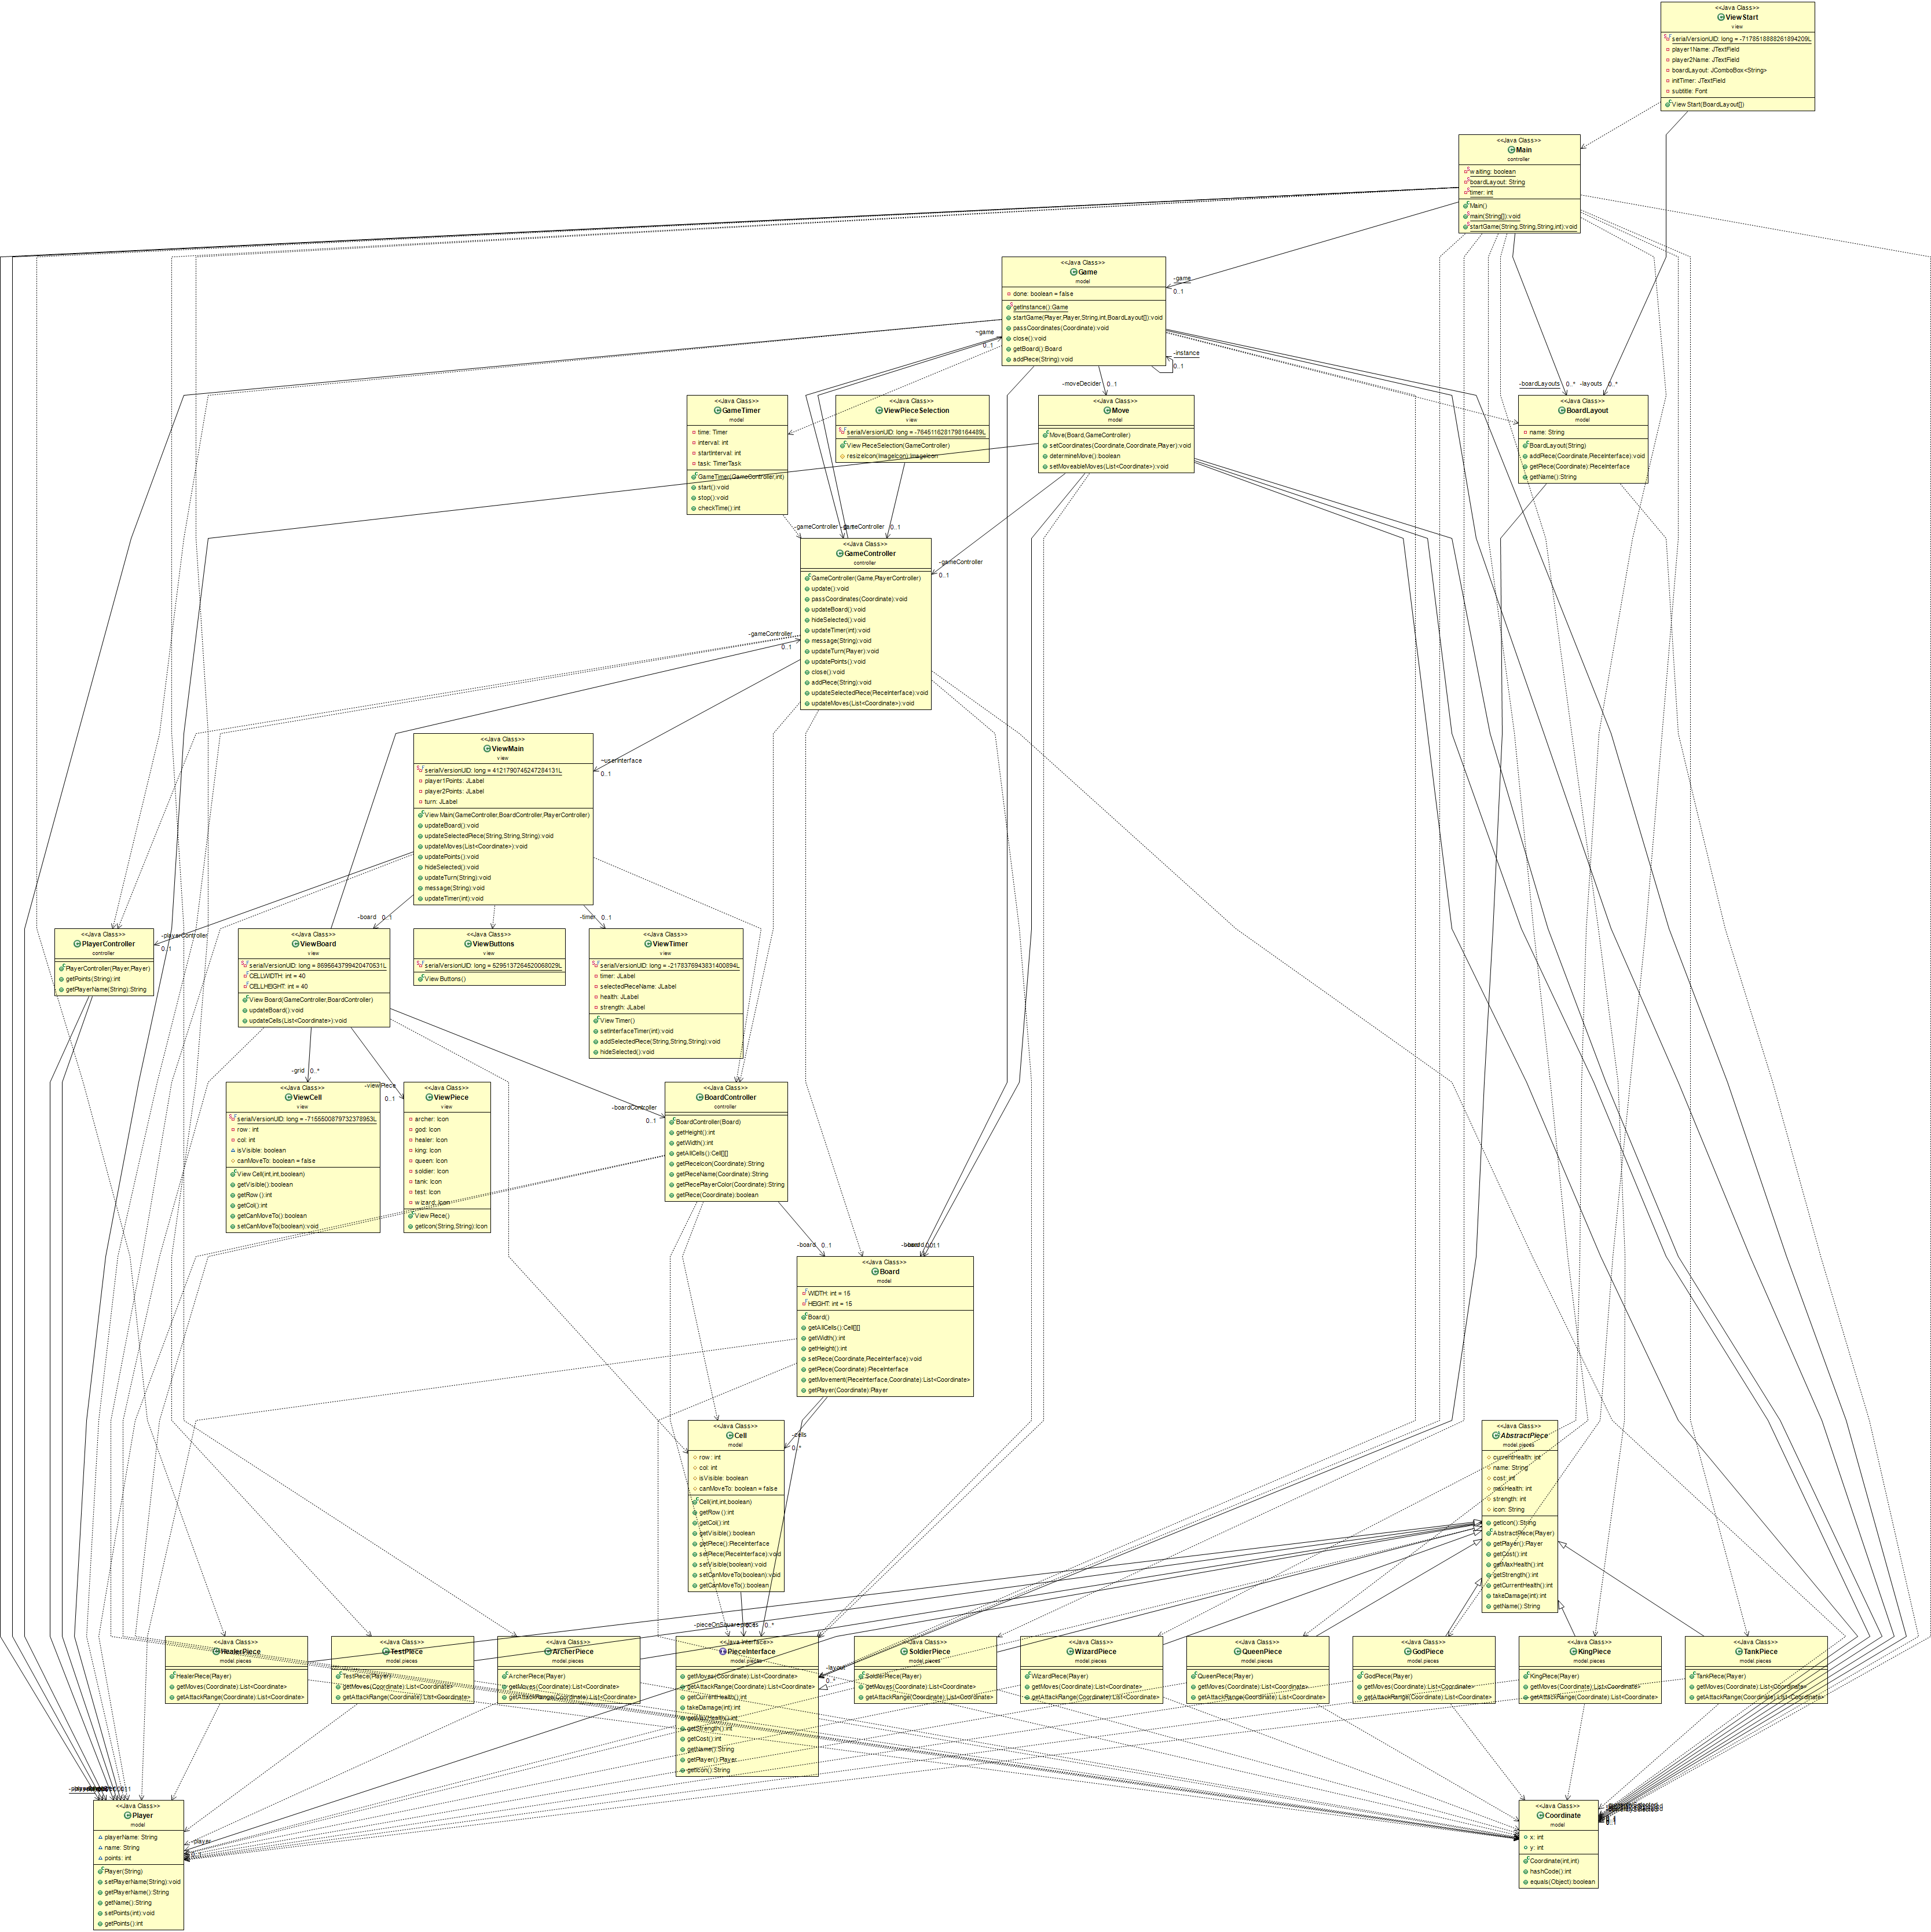 <<Java Class>>
ViewStart
view
serialVersionUID: long = -7178518888261894209L
player1Name: JTextField
player2Name: JTextField
boardLayout: JComboBox<String>
initTimer: JTextField
subtitle: Font
ViewStart(BoardLayout[])
<<Java Class>>
Main
controller
waiting: boolean
boardLayout: String
timer: int
Main()
main(String[]):void
startGame(String,String,String,int):void
-game
0..1
<<Java Class>>
Game
model
done: boolean = false
getInstance():Game
startGame(Player,Player,String,int,BoardLayout[]):void
passCoordinates(Coordinate):void
close():void
getBoard():Board
addPiece(String):void
~game
0..1
-instance
0..1
-moveDecider 0..1
-boardLayouts 0..*
-layouts 0..*
<<Java Class>>
GameTimer
model
time: Timer
interval: int
startInterval: int
task: TimerTask
GameTimer(GameController,int)
start():void
stop():void
checkTime():int
<<Java Class>>
ViewPieceSelection
view
serialVersionUID: long = -7645116281798164489L
ViewPieceSelection(GameController)
resizeIcon(ImageIcon):ImageIcon
<<Java Class>>
Move
model
Move(Board,GameController)
setCoordinates(Coordinate,Coordinate,Player):void
determineMove():boolean
setMoveableMoves(List<Coordinate>):void
<<Java Class>>
BoardLayout
model
name: String
BoardLayout(String)
addPiece(Coordinate,PieceInterface):void
getPiece(Coordinate):PieceInterface
getName():String
-gameController
-gameController 0..1
-gameController
0..1
<<Java Class>>
GameController
controller
GameController(Game,PlayerController)
update():void
passCoordinates(Coordinate):void
updateBoard():void
hideSelected():void
updateTimer(int):void
message(String):void
updateTurn(Player):void
updatePoints():void
close():void
addPiece(String):void
updateSelectedPiece(PieceInterface):void
updateMoves(List<Coordinate>):void
-gameController
0..1
~userInterface
0..1
<<Java Class>>
ViewMain
view
serialVersionUID: long = 4121790745247284131L
player1Points: JLabel
player2Points: JLabel
turn: JLabel
ViewMain(GameController,BoardController,PlayerController)
updateBoard():void
updateSelectedPiece(String,String,String):void
updateMoves(List<Coordinate>):void
updatePoints():void
hideSelected():void
updateTurn(String):void
message(String):void
updateTimer(int):void
-board 0..1
-timer 0..1
-playerController
0..1
<<Java Class>>
PlayerController
controller
PlayerController(Player,Player)
getPoints(String):int
getPlayerName(String):String
<<Java Class>>
ViewBoard
view
serialVersionUID: long = 8695643799420470531L
CELLWIDTH: int = 40
CELLHEIGHT: int = 40
ViewBoard(GameController,BoardController)
updateBoard():void
updateCells(List<Coordinate>):void
<<Java Class>>
ViewButtons
view
serialVersionUID: long = 5295137264520068029L
ViewButtons()
<<Java Class>>
ViewTimer
view
serialVersionUID: long = -2178376943831400894L
timer: JLabel
selectedPieceName: JLabel
health: JLabel
strength: JLabel
ViewTimer()
setInterfaceTimer(int):void
addSelectedPiece(String,String,String):void
hideSelected():void
-grid 0..*
-viewPiece
0..1
-boardController
0..1
<<Java Class>>
ViewCell
view
serialVersionUID: long = -7155500879732378953L
row: int
col: int
isVisible: boolean
canMoveTo: boolean = false
ViewCell(int,int,boolean)
getVisible():boolean
getRow():int
getCol():int
getCanMoveTo():boolean
setCanMoveTo(boolean):void
<<Java Class>>
ViewPiece
view
archer: Icon
god: Icon
healer: Icon
king: Icon
queen: Icon
soldier: Icon
tank: Icon
test: Icon
wizard: Icon
ViewPiece()
getIcon(String,String):Icon
<<Java Class>>
BoardController
controller
BoardController(Board)
getHeight():int
getWidth():int
getAllCells():Cell[][]
getPieceIcon(Coordinate):String
getPieceName(Coordinate):String
getPiecePlayerColor(Coordinate):String
getPiece(Coordinate):boolean
-board 0..1
<<Java Class>>
Board
model
WIDTH: int = 15
HEIGHT: int = 15
Board()
getAllCells():Cell[][]
getWidth():int
getHeight():int
setPiece(Coordinate,PieceInterface):void
getPiece(Coordinate):PieceInterface
getMovement(PieceInterface,Coordinate):List<Coordinate>
getPlayer(Coordinate):Player
-cells
0..*
<<Java Class>>
Cell
model
row: int
col: int
isVisible: boolean
canMoveTo: boolean = false
Cell(int,int,boolean)
getRow():int
getCol():int
getVisible():boolean
getPiece():PieceInterface
setPiece(PieceInterface):void
setVisible(boolean):void
setCanMoveTo(boolean):void
getCanMoveTo():boolean
<<Java Class>>
AbstractPiece
model.pieces
currentHealth: int
name: String
cost: int
maxHealth: int
strength: int
icon: String
getIcon():String
AbstractPiece(Player)
getPlayer():Player
getCost():int
getMaxHealth():int
getStrength():int
getCurrentHealth():int
takeDamage(int):int
getName():String
0..*
<<Java Class>>
HealerPiece
model.pieces
HealerPiece(Player)
getMoves(Coordinate):List<Coordinate>
getAttackRange(Coordinate):List<Coordinate>
<<Java Class>>
TestPiece
model.pieces
TestPiece(Player)
getMoves(Coordinate):List<Coordinate>
getAttackRange(Coordinate):List<Coordinate>
<<Java Class>>
ArcherPiece
model.pieces
ArcherPiece(Player)
getMoves(Coordinate):List<Coordinate>
getAttackRange(Coordinate):List<Coordinate>
<<Java Interface>>
PieceInterface
model.pieces
getMoves(Coordinate):List<Coordinate>
getAttackRange(Coordinate):List<Coordinate>
getCurrentHealth():int
takeDamage(int):int
getMaxHealth():int
getStrength():int
getCost():int
getName():String
getPlayer():Player
getIcon():String
-layout
0..*
<<Java Class>>
SoldierPiece
model.pieces
SoldierPiece(Player)
getMoves(Coordinate):List<Coordinate>
getAttackRange(Coordinate):List<Coordinate>
<<Java Class>>
WizardPiece
model.pieces
WizardPiece(Player)
getMoves(Coordinate):List<Coordinate>
getAttackRange(Coordinate):List<Coordinate>
<<Java Class>>
QueenPiece
model.pieces
QueenPiece(Player)
getMoves(Coordinate):List<Coordinate>
getAttackRange(Coordinate):List<Coordinate>
<<Java Class>>
GodPiece
model.pieces
GodPiece(Player)
getMoves(Coordinate):List<Coordinate>
getAttackRange(Coordinate):List<Coordinate>
<<Java Class>>
KingPiece
model.pieces
KingPiece(Player)
getMoves(Coordinate):List<Coordinate>
getAttackRange(Coordinate):List<Coordinate>
<<Java Class>>
TankPiece
model.pieces
TankPiece(Player)
getMoves(Coordinate):List<Coordinate>
getAttackRange(Coordinate):List<Coordinate>
<<Java Class>>
Player
model
playerName: String
name: String
points: int
Player(String)
setPlayerName(String):void
getPlayerName():String
getName():String
setPoints(int):void
getPoints():int
-player
<<Java Class>>
Coordinate
model
x: int
y: int
Coordinate(int,int)
hashCode():int
equals(Object):boolean
0..1